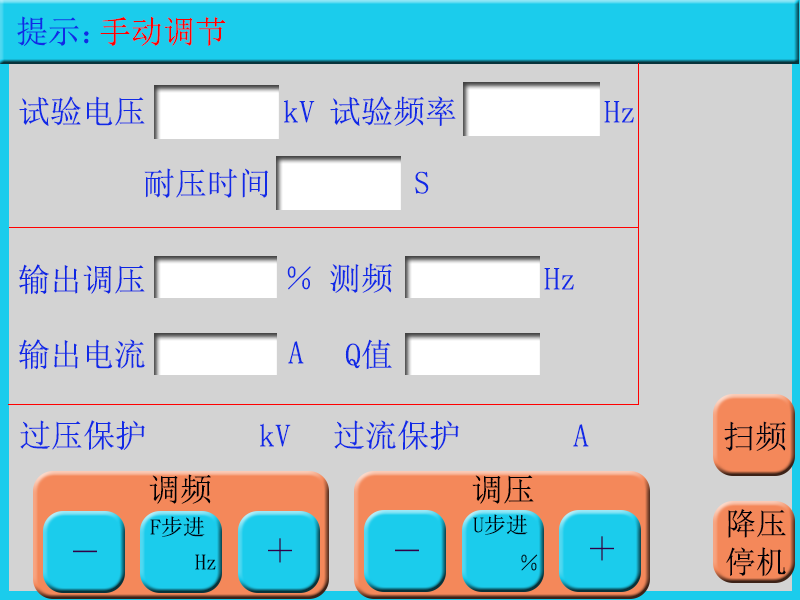 提示：手动调节
试验电压 kV 试验频率 Hz
耐压时间 S
输出调压 % 测频 Hz
输出电流 A Q值
过压保护 kV 过流保护 A
扫频
调频 调压
－ F步进 Hz ＋ － U步进 % ＋
降压
停机